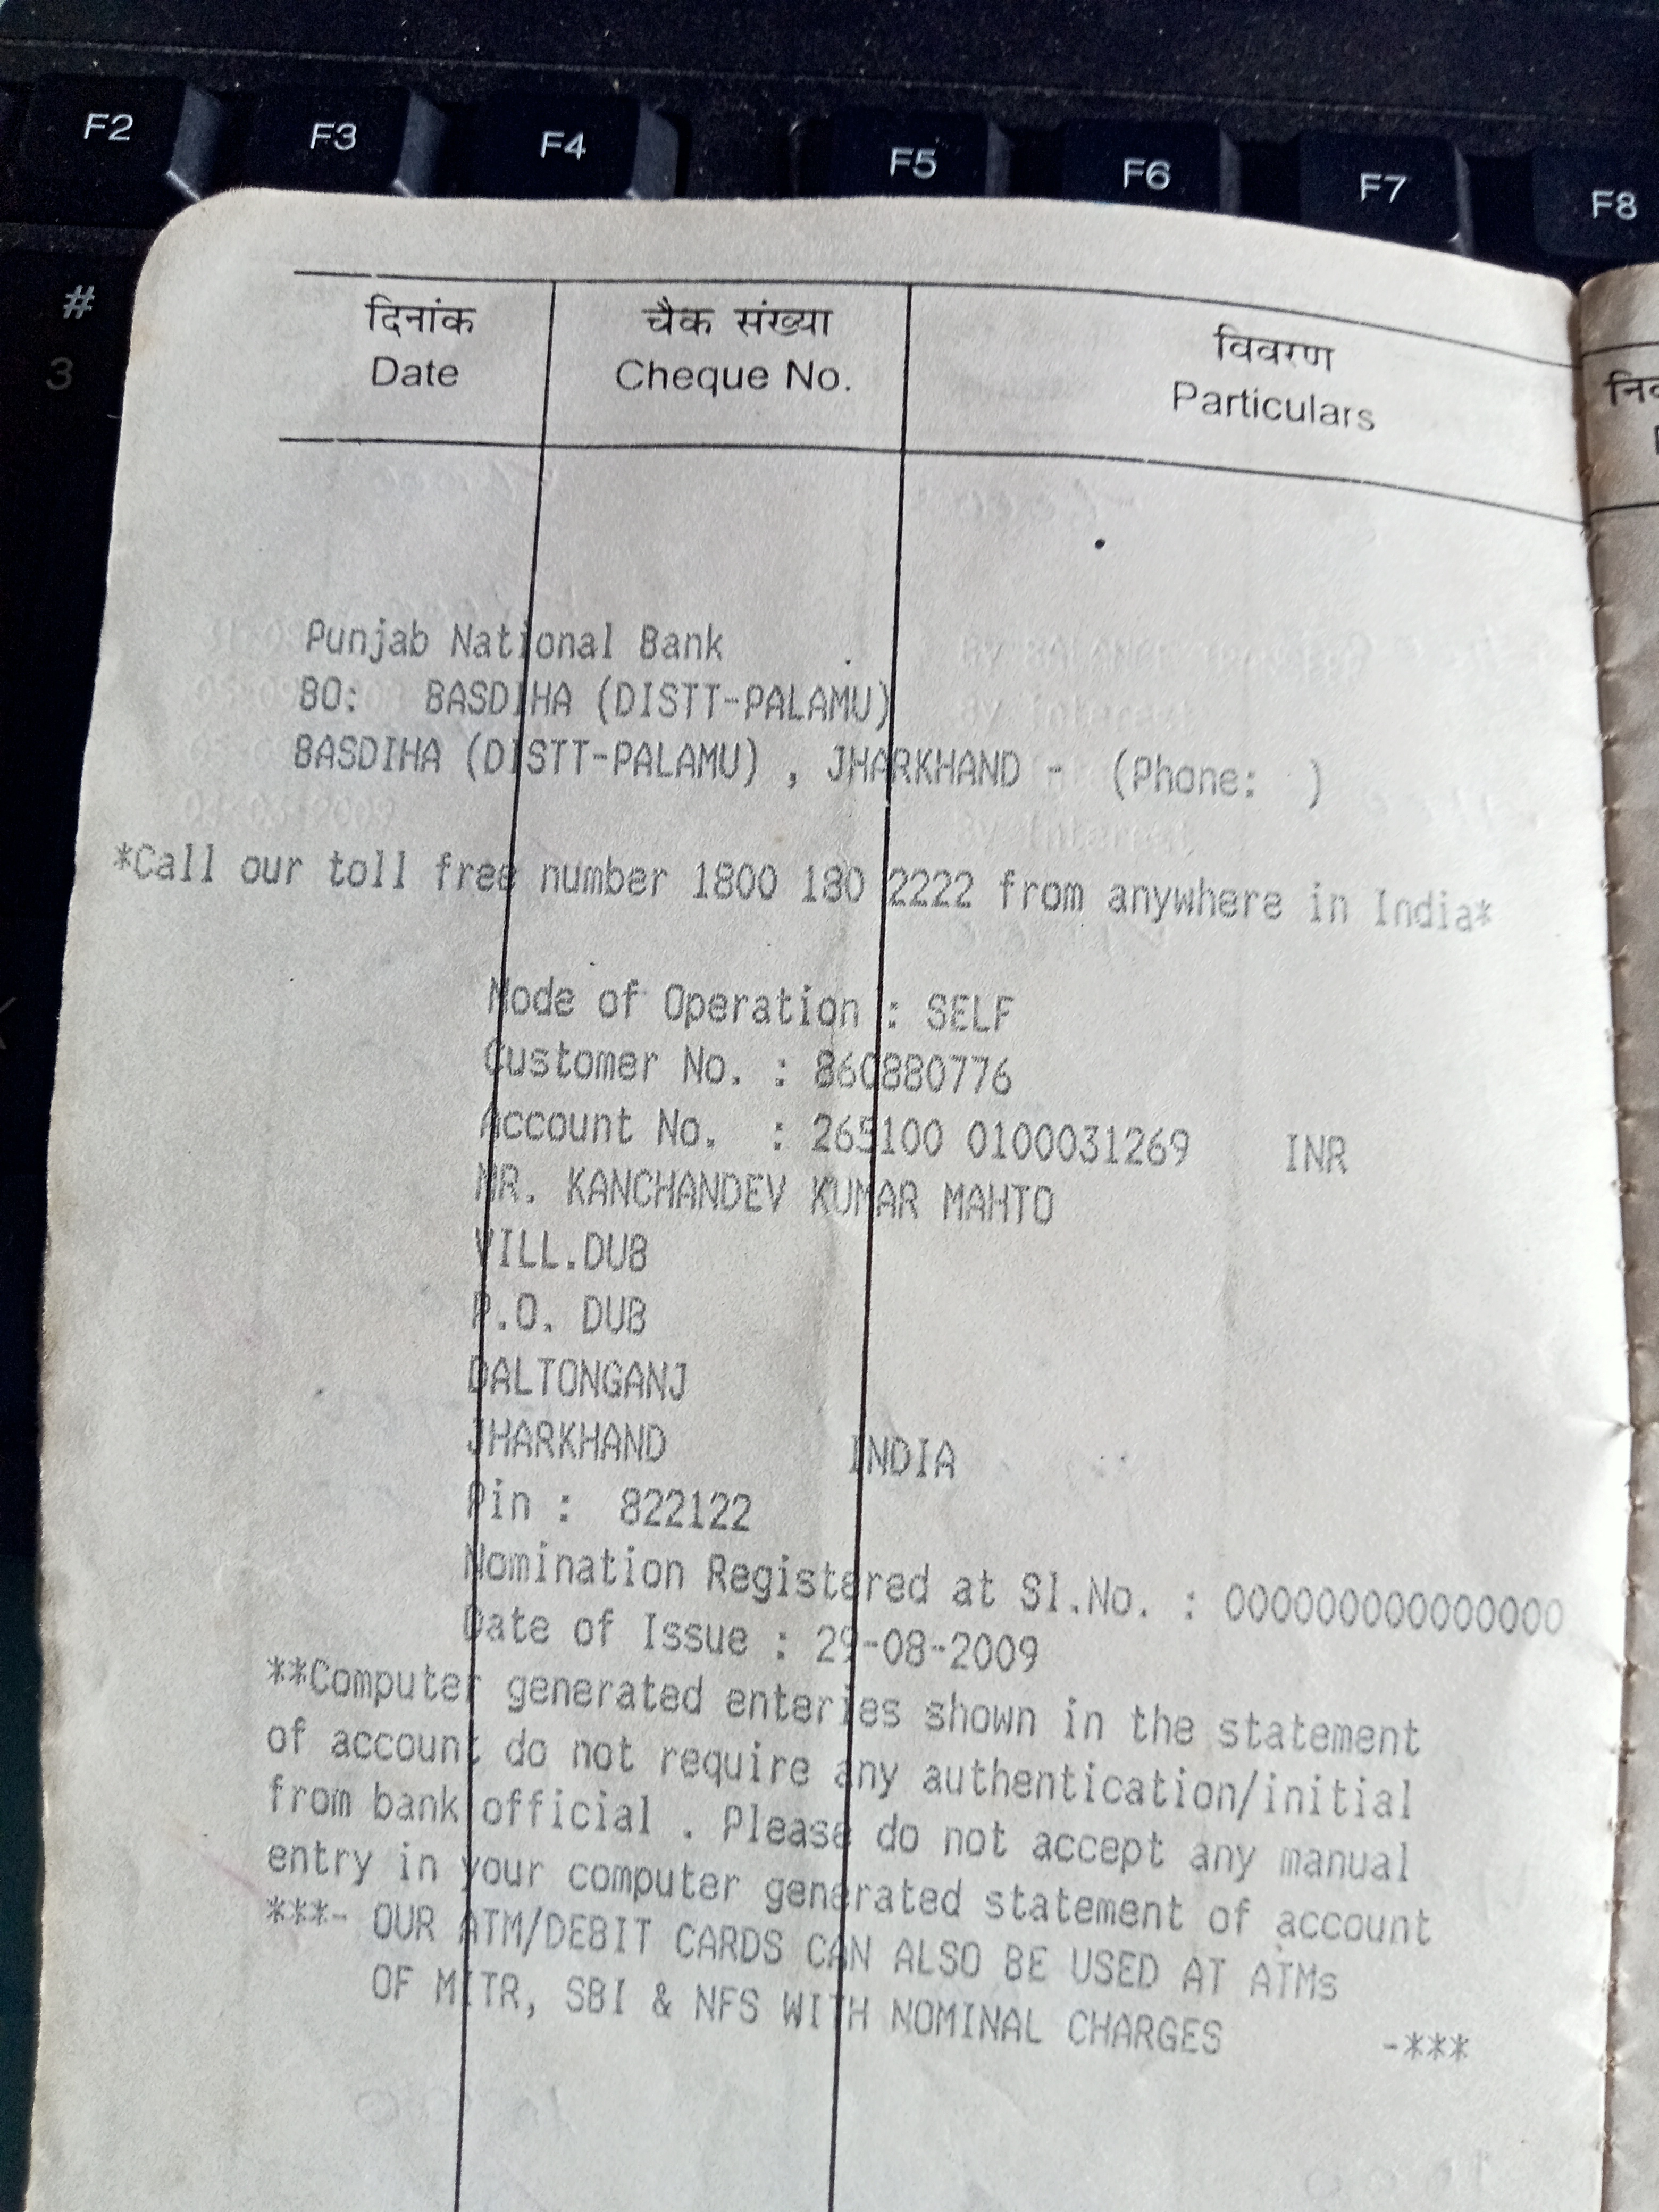 F2 F3 F4 F5 F6 F7 F8
#
3
दिनांक चैक संख्या विवरण
Date Cheque No. Particulars
Punjab National Bank
BO: BASDIHA (DISTT-PALAMU)
BASDIHA (DISTT-PALAMU) , JHARKHAND - (Phone: )
*Call our toll free number 1800 180 2222 from anywhere in India*
Mode of Operation : SELF
Customer No. : 860880776
Account No. : 265100 0100031269 INR
MR. KANCHANDEV KUMAR MAHTO
VILL.DUB
P.O. DUB
DALTONGANJ
JHARKHAND INDIA
Pin : 822122
Nomination Registered at Sl.No. : 000000000000000
Date of Issue : 29-08-2009
**Computer generated enteries shown in the statement
of account do not require any authentication/initial
from bank official . Please do not accept any manual
entry in your computer generated statement of account
***- OUR ATM/DEBIT CARDS CAN ALSO BE USED AT ATMs
OF MITR, SBI & NFS WITH NOMINAL CHARGES -***